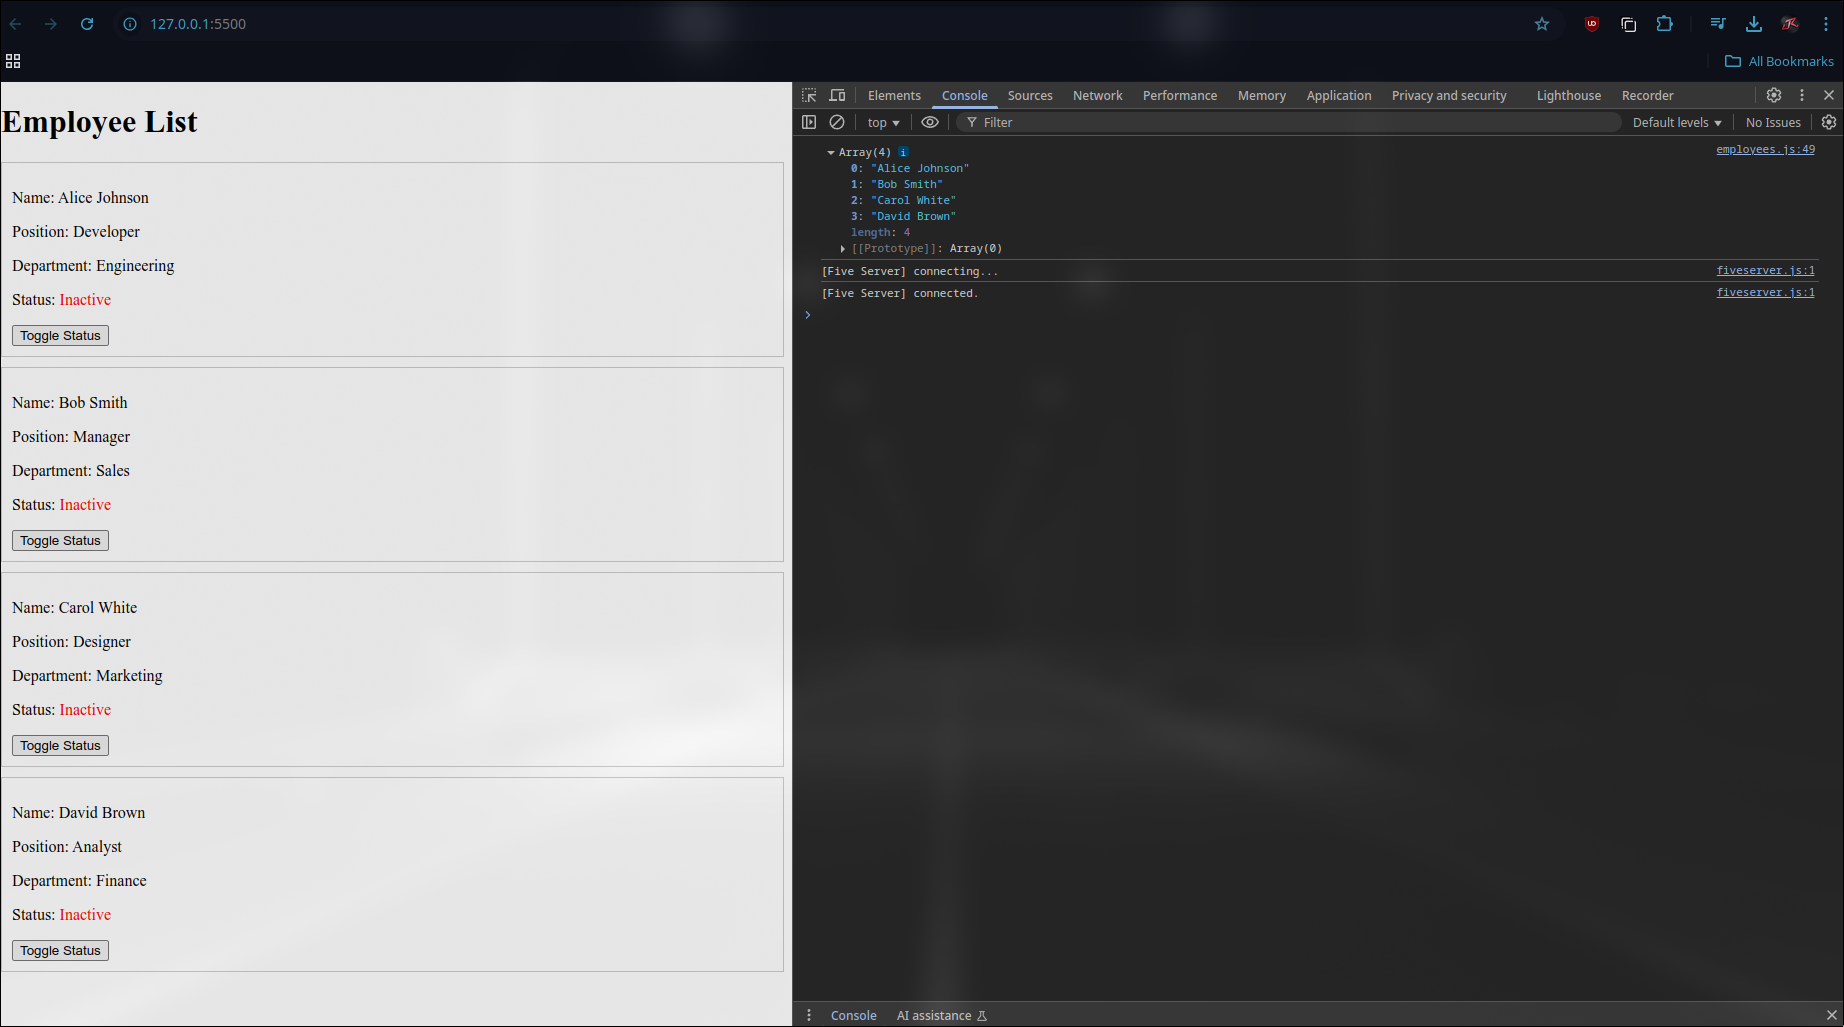 127.0.0.1:5500
All Bookmarks
Employee List
Name: Alice Johnson
Position: Developer
Department: Engineering
Status: Inactive
Toggle Status
Name: Bob Smith
Position: Manager
Department: Sales
Status: Inactive
Toggle Status
Name: Carol White
Position: Designer
Department: Marketing
Status: Inactive
Toggle Status
Name: David Brown
Position: Analyst
Department: Finance
Status: Inactive
Toggle Status
Elements Console Sources Network Performance Memory Application Privacy and security Lighthouse Recorder
top Filter Default levels No Issues
Array(4) i employees.js:49
0: "Alice Johnson"
1: "Bob Smith"
2: "Carol White"
3: "David Brown"
length: 4
[[Prototype]]: Array(0)
[Five Server] connecting... fiveserver.js:1
[Five Server] connected. fiveserver.js:1
Console AI assistance